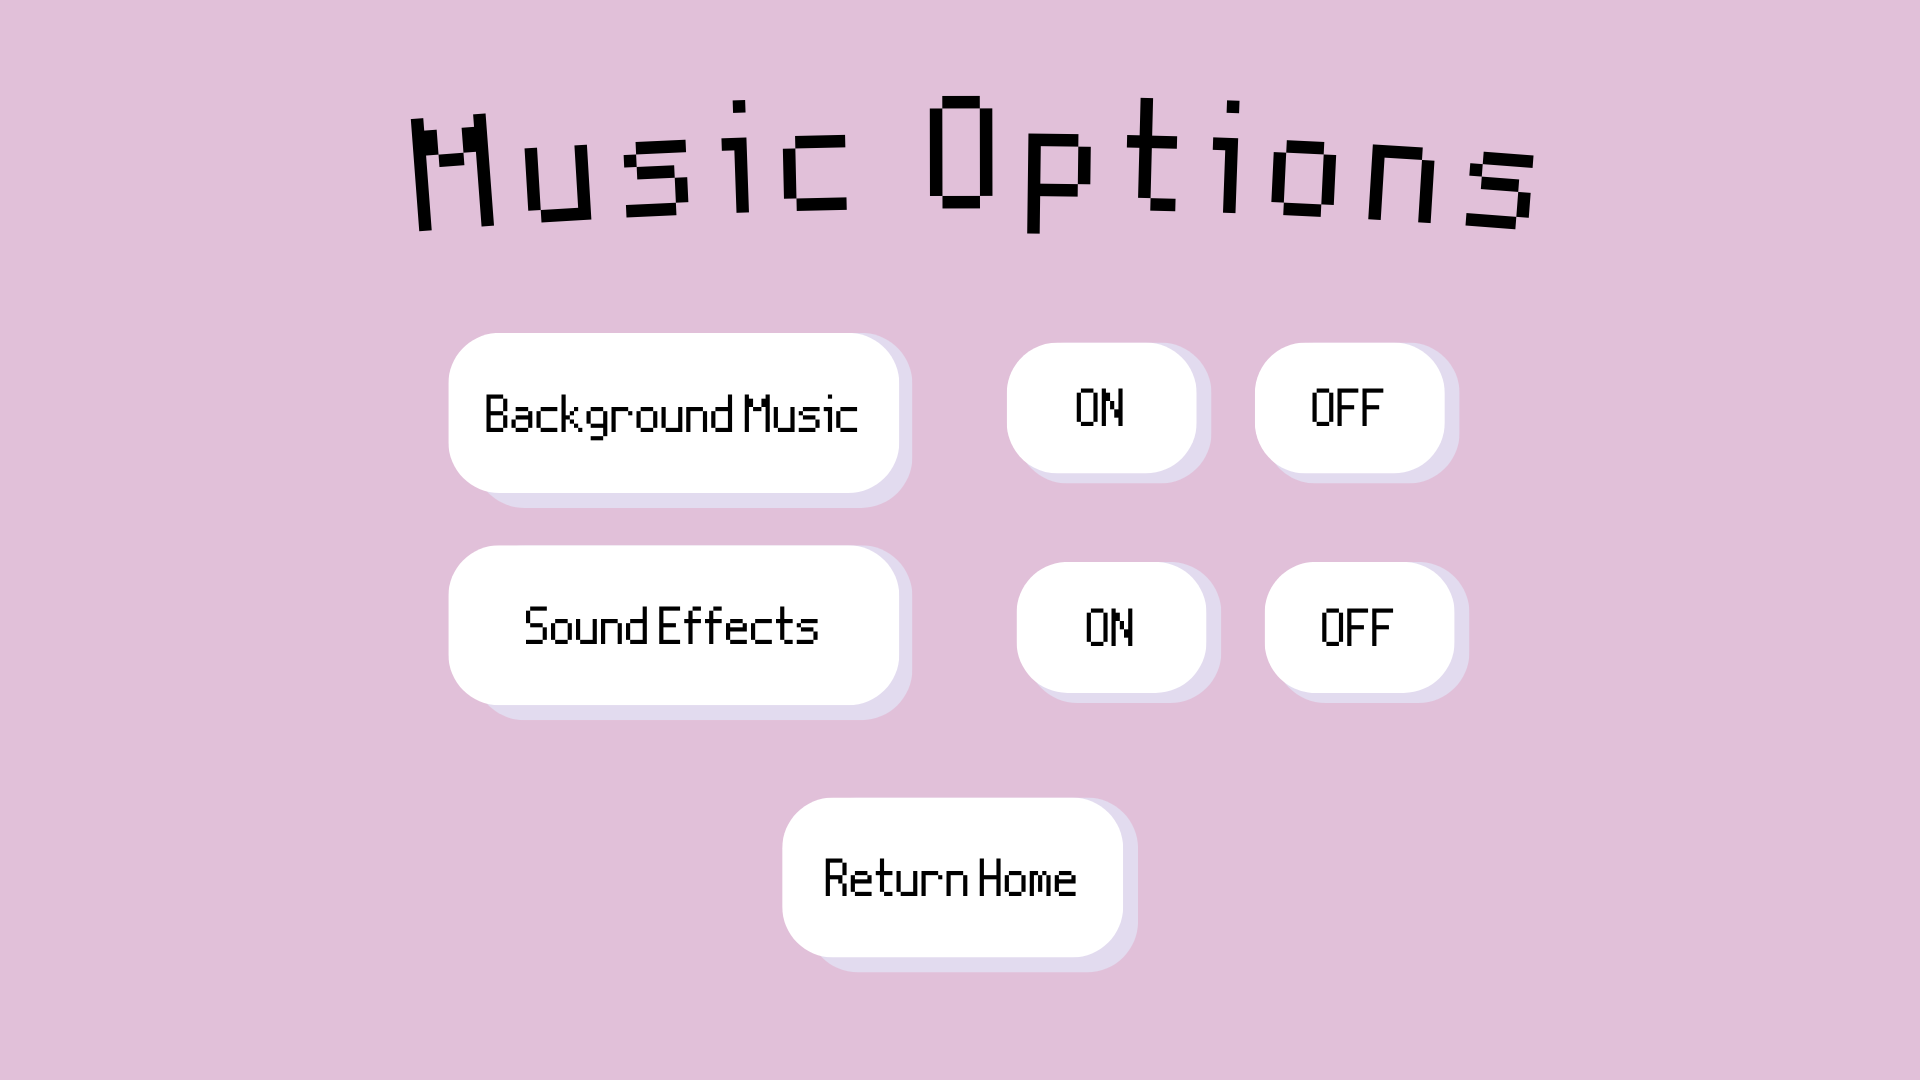 Music Options
Background Music ON OFF
Sound Effects ON OFF
Return Home